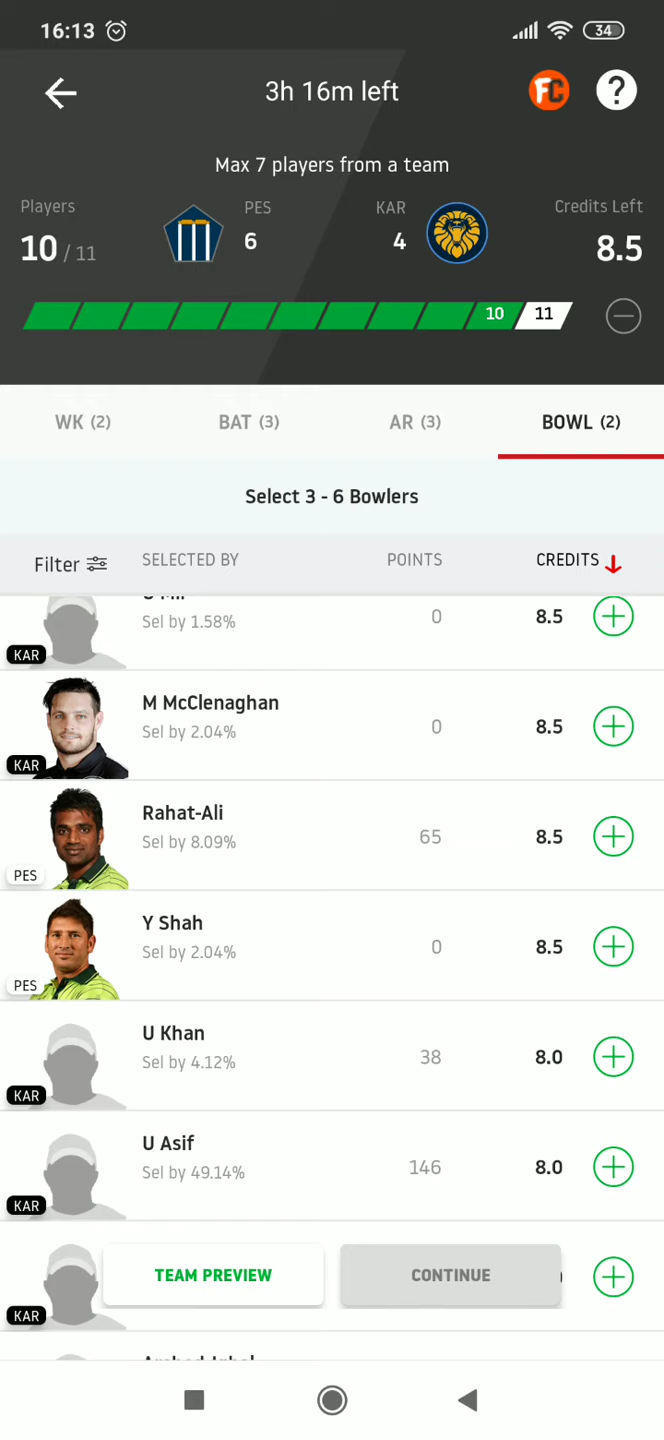 16:13
34
3h 16m left
FC
?
Max 7 players from a team
Players
PES
KAR
Credits Left
10 / 11
6
4
8.5
10
11
WK (2)
BAT (3)
AR (3)
BOWL (2)
Select 3 - 6 Bowlers
Filter
SELECTED BY
POINTS
CREDITS
Sel by 1.58%
0
8.5
KAR
M McClenaghan
Sel by 2.04%
0
8.5
KAR
Rahat-Ali
Sel by 8.09%
65
8.5
PES
Y Shah
Sel by 2.04%
0
8.5
PES
U Khan
Sel by 4.12%
38
8.0
KAR
U Asif
Sel by 49.14%
146
8.0
KAR
TEAM PREVIEW
CONTINUE
KAR